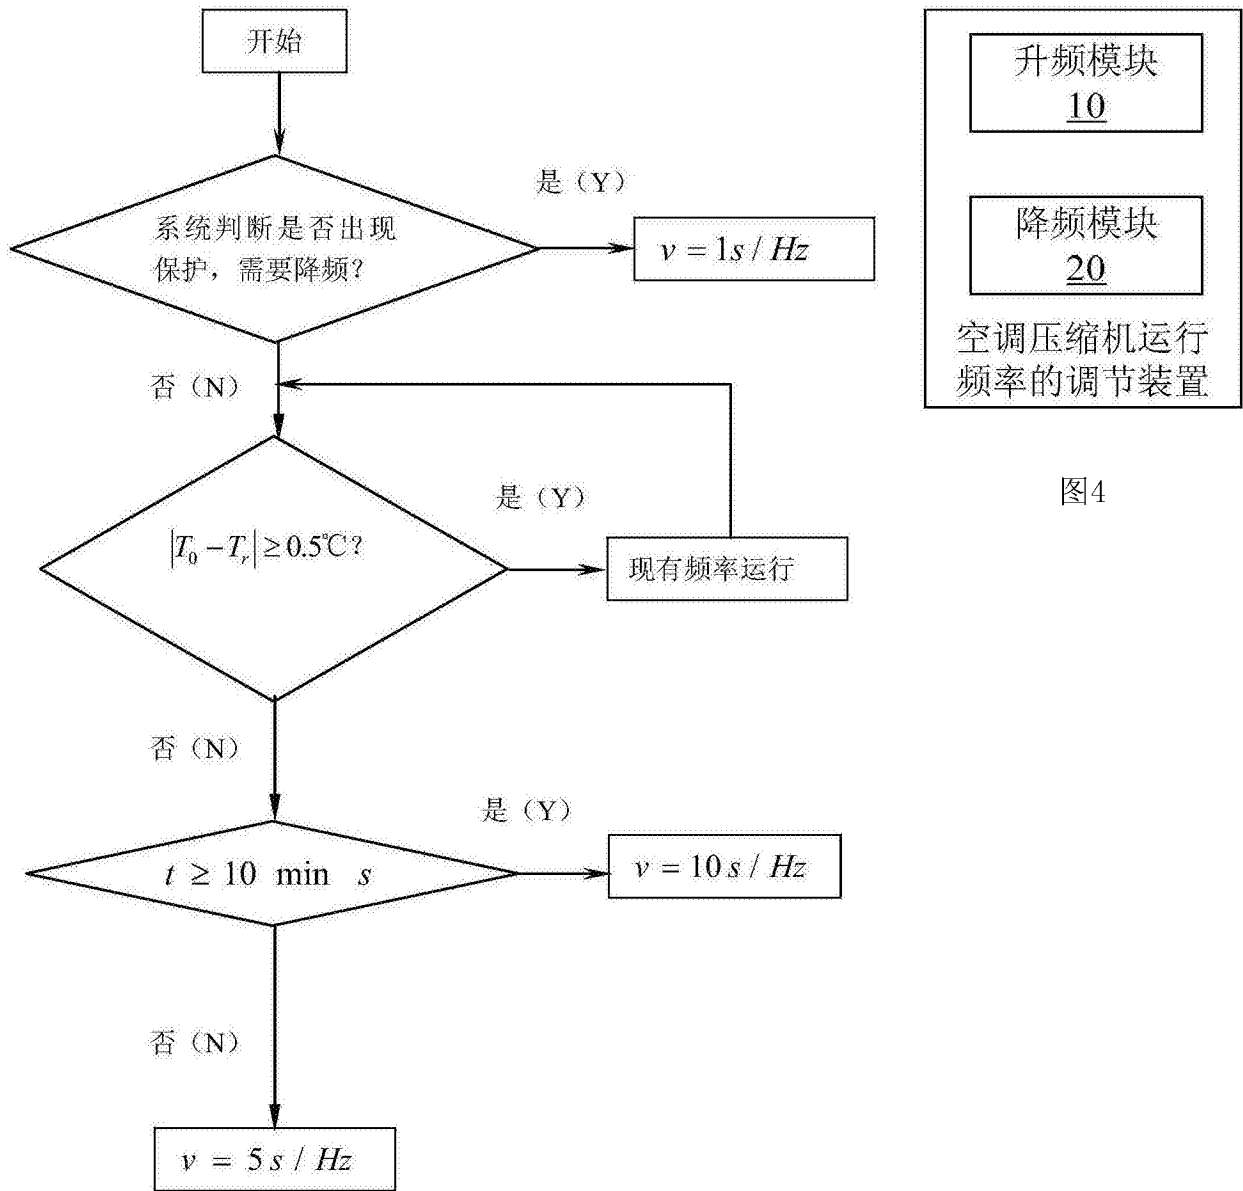 开始
是（Y）
系统判断是否出现
保护，需要降频？
v = 1s / Hz
否（N）
是（Y）
|T₀ − Tᵣ| ≥ 0.5℃？
现有频率运行
否（N）
是（Y）
t ≥ 10 min s
v = 10 s / Hz
否（N）
v = 5 s / Hz
升频模块
10
降频模块
20
空调压缩机运行
频率的调节装置
图4